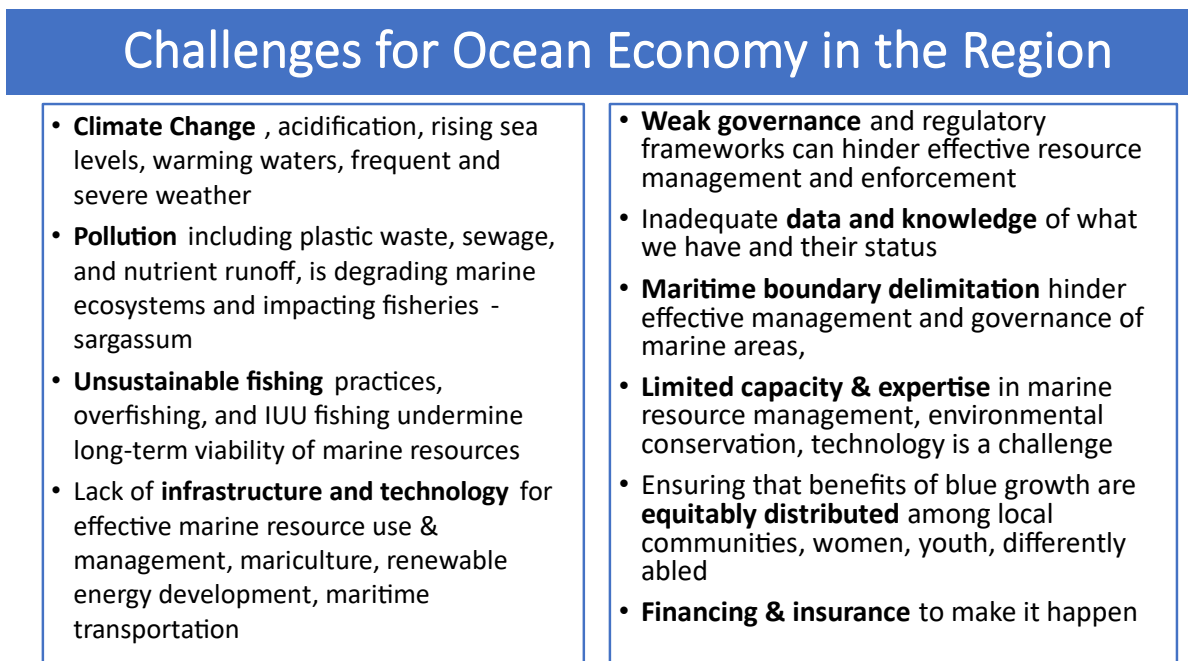 Challenges for Ocean Economy in the Region
• Climate Change , acidification, rising sea
levels, warming waters, frequent and
severe weather
• Pollution including plastic waste, sewage,
and nutrient runoff, is degrading marine
ecosystems and impacting fisheries -
sargassum
• Unsustainable fishing practices,
overfishing, and IUU fishing undermine
long-term viability of marine resources
• Lack of infrastructure and technology for
effective marine resource use &
management, mariculture, renewable
energy development, maritime
transportation
• Weak governance and regulatory
frameworks can hinder effective resource
management and enforcement
• Inadequate data and knowledge of what
we have and their status
• Maritime boundary delimitation hinder
effective management and governance of
marine areas,
• Limited capacity & expertise in marine
resource management, environmental
conservation, technology is a challenge
• Ensuring that benefits of blue growth are
equitably distributed among local
communities, women, youth, differently
abled
• Financing & insurance to make it happen